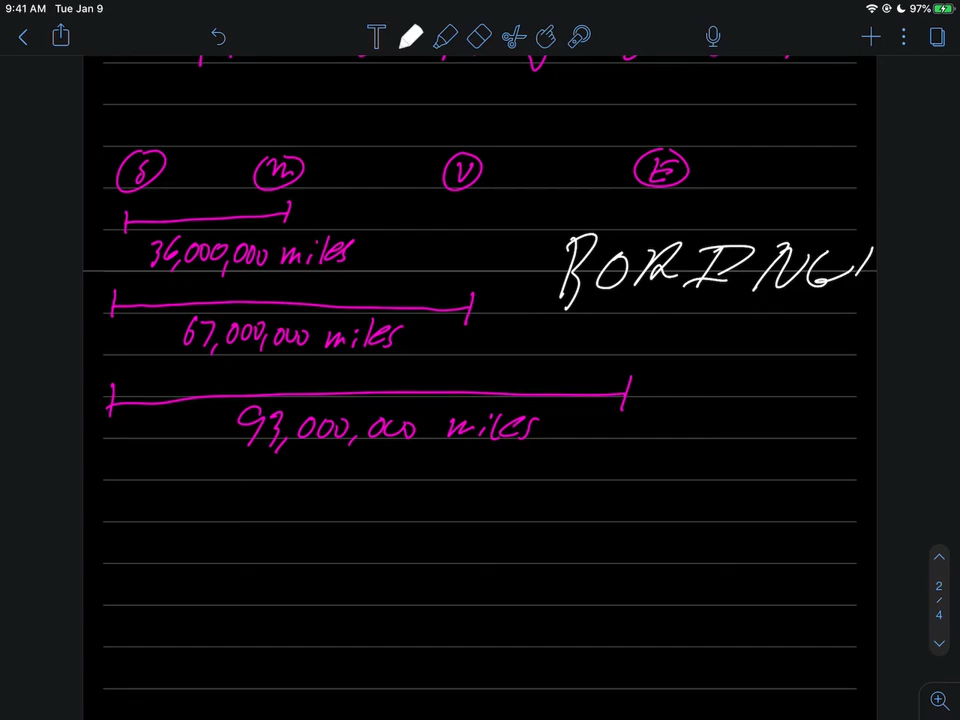 9:41 AM Tue Jan 9
97%
T
S M V E
36,000,000 miles
BORING
67,000,000 miles
93,000,000 miles
2
/
4